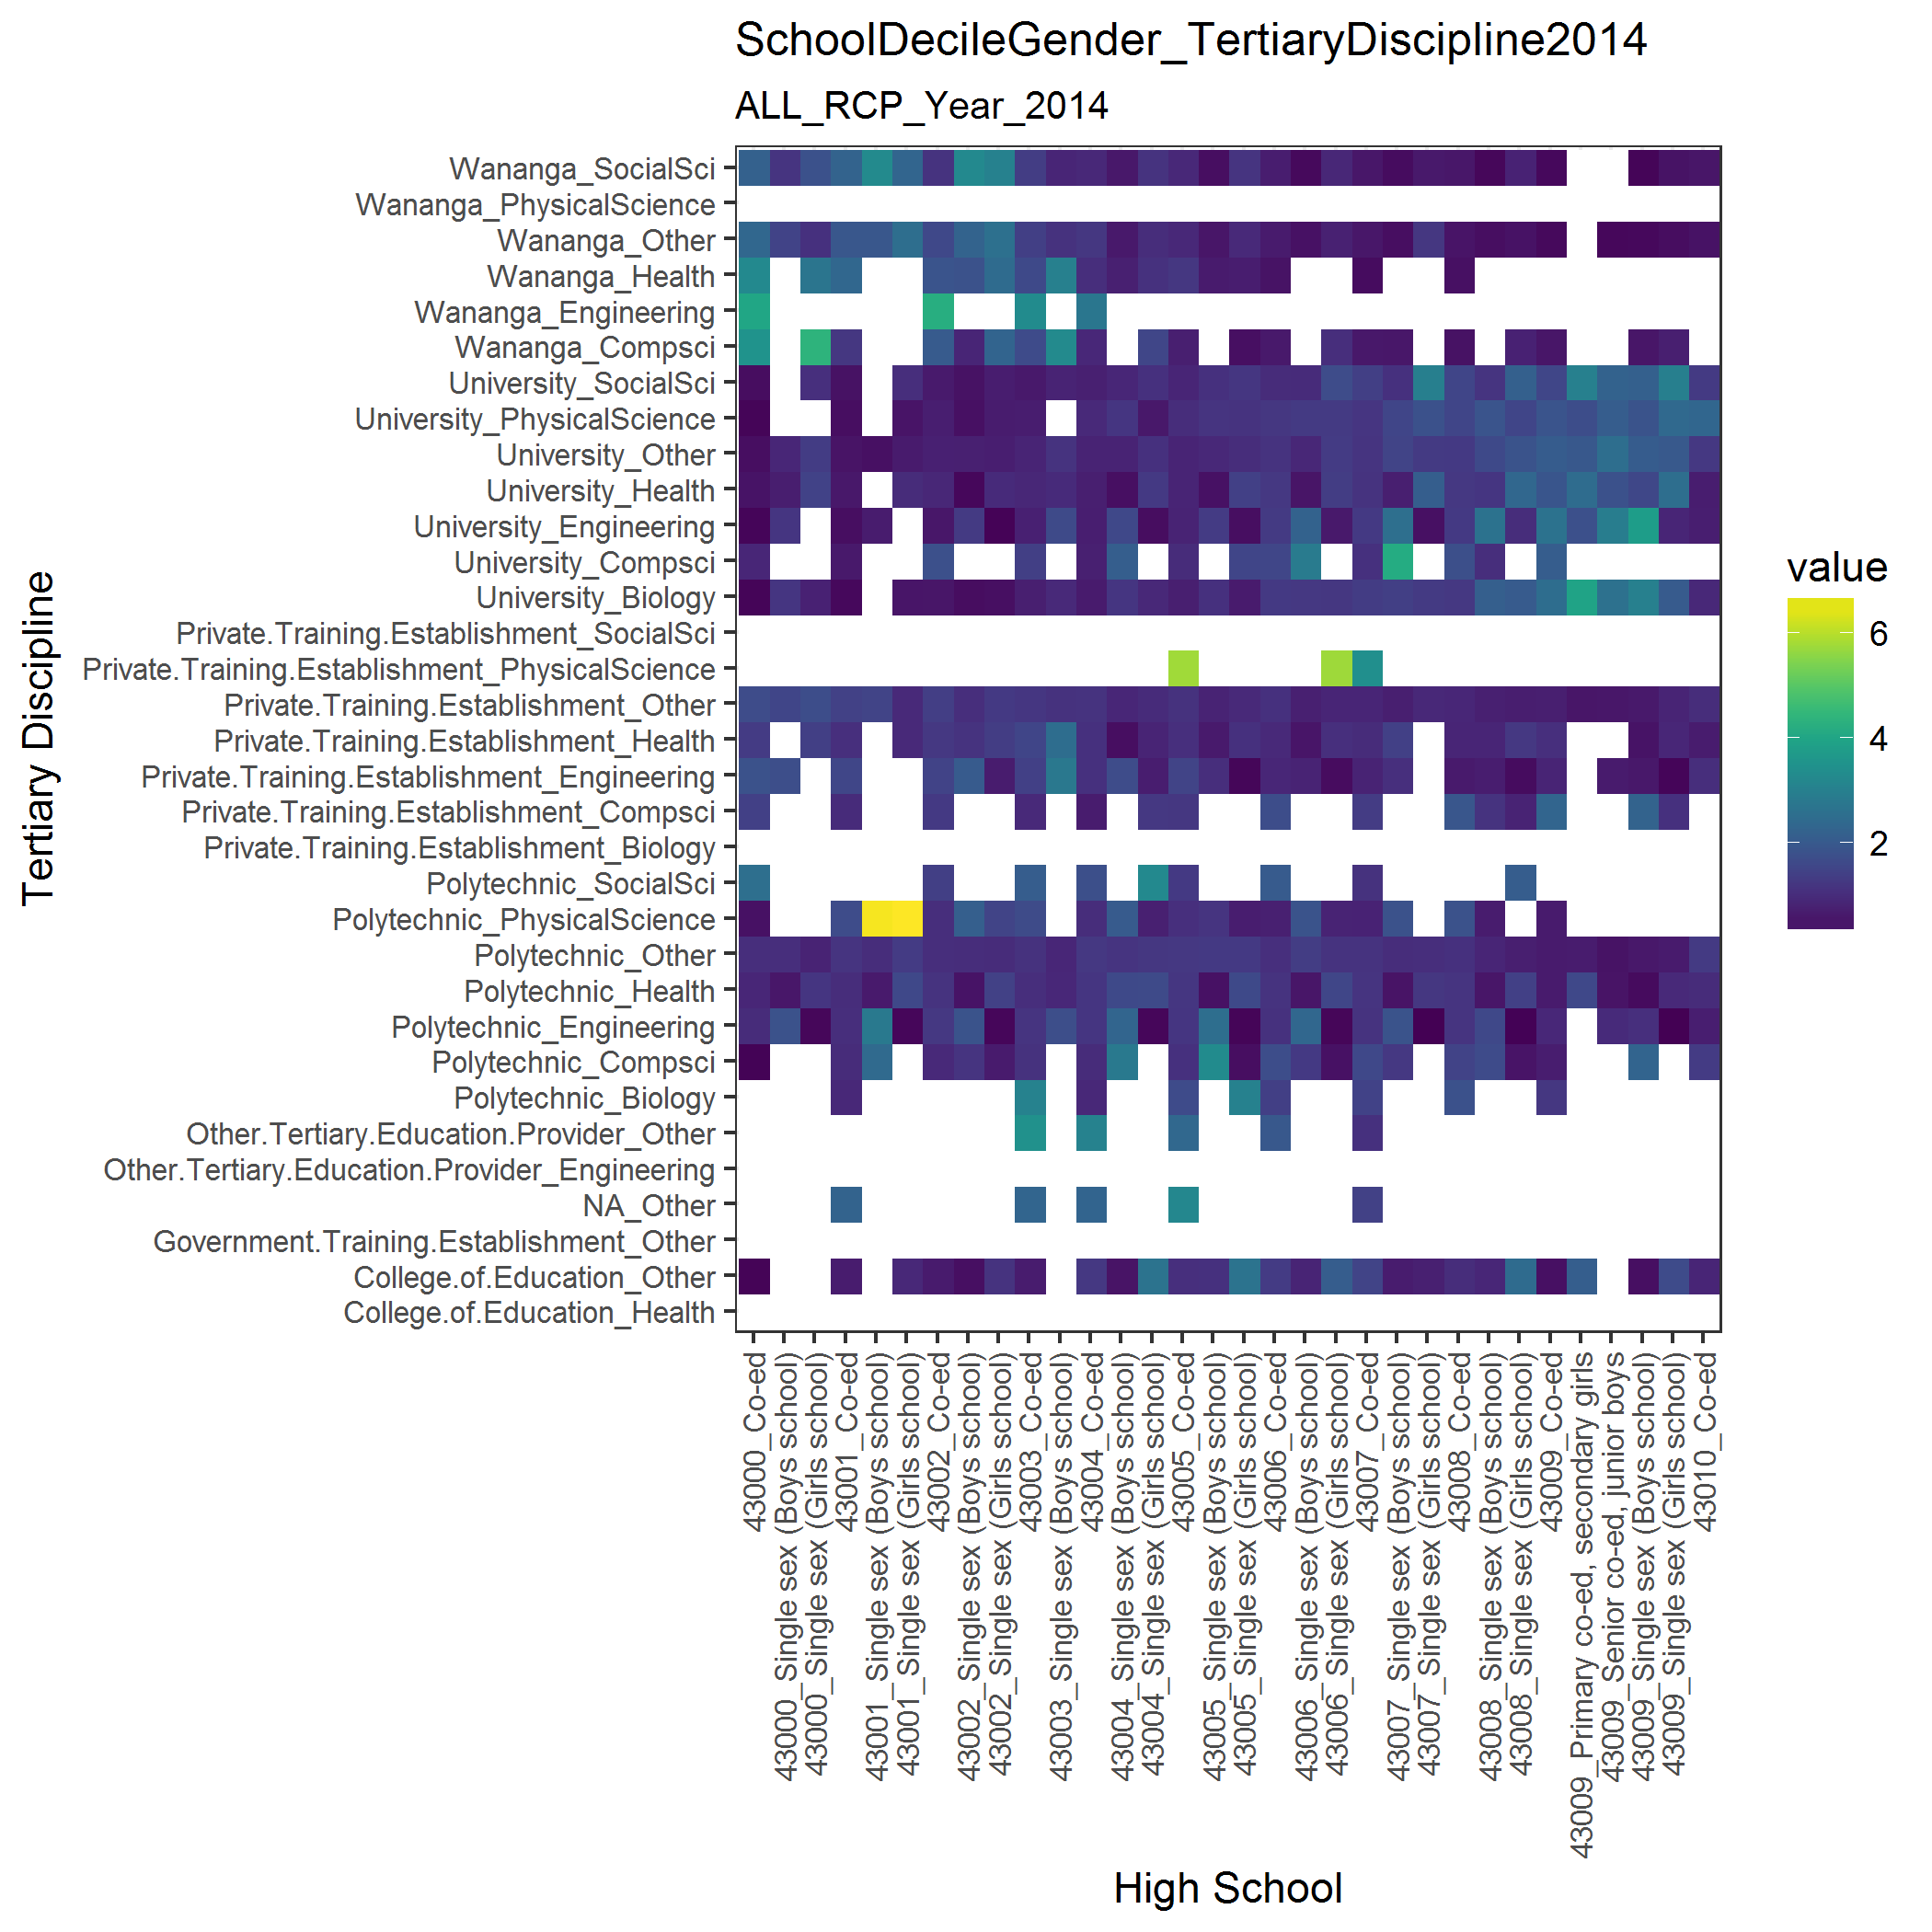 SchoolDecileGender_TertiaryDiscipline2014
ALL_RCP_Year_2014
Tertiary Discipline
Wananga_SocialSci
Wananga_PhysicalScience
Wananga_Other
Wananga_Health
Wananga_Engineering
Wananga_Compsci
University_SocialSci
University_PhysicalScience
University_Other
University_Health
University_Engineering
University_Compsci
University_Biology
Private.Training.Establishment_SocialSci
Private.Training.Establishment_PhysicalScience
Private.Training.Establishment_Other
Private.Training.Establishment_Health
Private.Training.Establishment_Engineering
Private.Training.Establishment_Compsci
Private.Training.Establishment_Biology
Polytechnic_SocialSci
Polytechnic_PhysicalScience
Polytechnic_Other
Polytechnic_Health
Polytechnic_Engineering
Polytechnic_Compsci
Polytechnic_Biology
Other.Tertiary.Education.Provider_Other
Other.Tertiary.Education.Provider_Engineering
NA_Other
Government.Training.Establishment_Other
College.of.Education_Other
College.of.Education_Health
43000_Co-ed
43000_Single sex (Boys school)
43000_Single sex (Girls school)
43001_Co-ed
43001_Single sex (Boys school)
43001_Single sex (Girls school)
43002_Co-ed
43002_Single sex (Boys school)
43002_Single sex (Girls school)
43003_Co-ed
43003_Single sex (Boys school)
43004_Co-ed
43004_Single sex (Boys school)
43004_Single sex (Girls school)
43005_Co-ed
43005_Single sex (Boys school)
43005_Single sex (Girls school)
43006_Co-ed
43006_Single sex (Boys school)
43006_Single sex (Girls school)
43007_Co-ed
43007_Single sex (Boys school)
43007_Single sex (Girls school)
43008_Co-ed
43008_Single sex (Boys school)
43008_Single sex (Girls school)
43009_Co-ed
43009_Primary co-ed, secondary girls
43009_Senior co-ed, junior boys
43009_Single sex (Boys school)
43009_Single sex (Girls school)
43010_Co-ed
High School
value
6
4
2